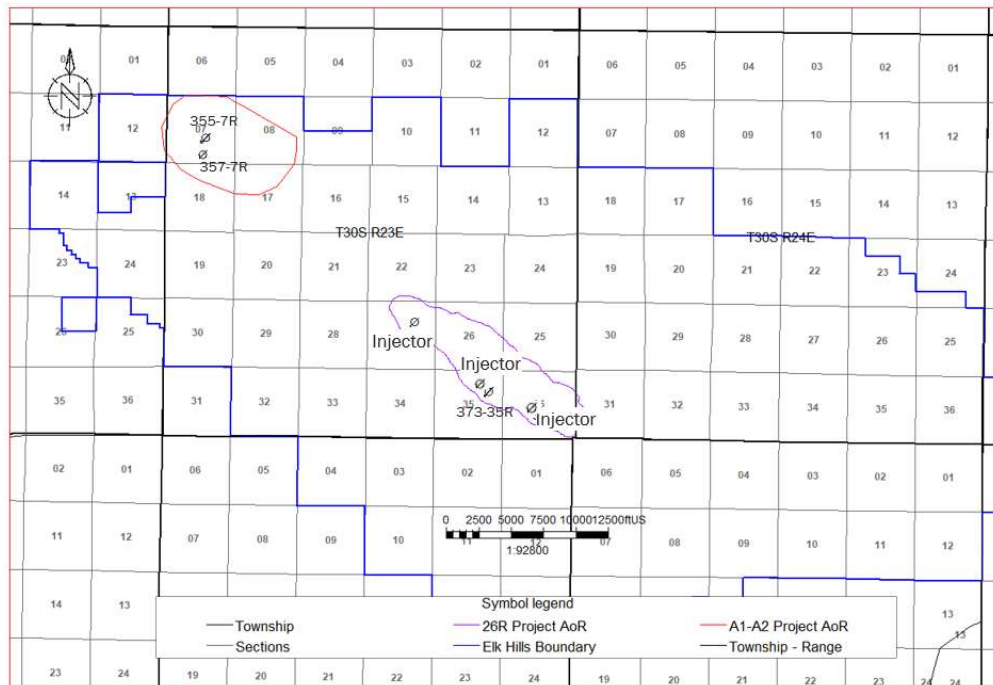 01 06 05 04 03 02 01 06 05 04 03 02 01
N
355-7R
11 12 07 08 09 10 11 12 07 08 09 10 11 12
357-7R
14 13 18 17 16 15 14 13 18 17 16 15 14 13
T30S R23E T30S R24E
23 24 19 20 21 22 23 24 19 20 21 22 23 24
26 25 30 29 28 26 25 30 29 28 27 26 25
Injector
Injector
35 36 31 32 33 34 35 31 32 33 34 35 36
373-35R
Injector
02 01 06 05 04 03 02 01 06 05 04 03 02 01
0 2500 5000 7500 10000 12500ftUS
11 12 07 08 09 10 11 12 07 08 09 10 11 12
1:92800
14 13 13
Symbol legend
Township 26R Project AoR A1-A2 Project AoR
13
Sections Elk Hills Boundary Township - Range
23 24 19 20 21 22 23 24 19 20 21 22 23 24 24